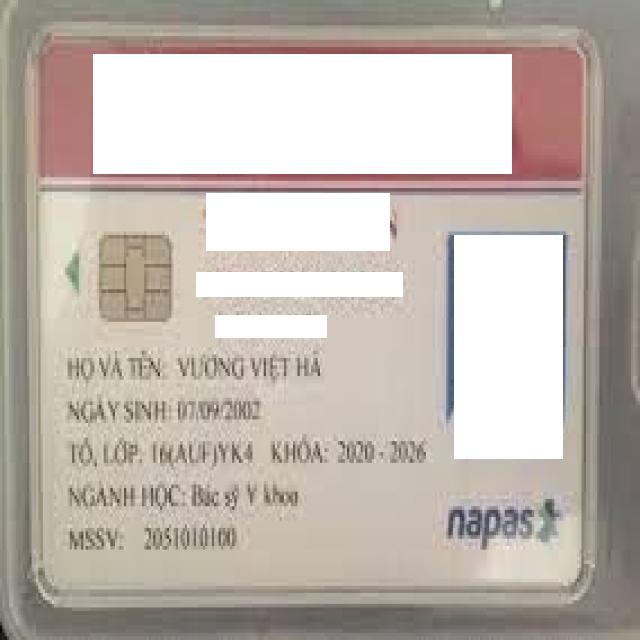 HỌ VÀ TÊN: VƯƠNG VIỆT HÀ
NGÀY SINH: 07/09/2002
TỔ, LỚP: 16(AUF)YK4 KHÓA: 2020 - 2026
NGÀNH HỌC: Bác sỹ Y khoa
MSSV: 2051010100
napas